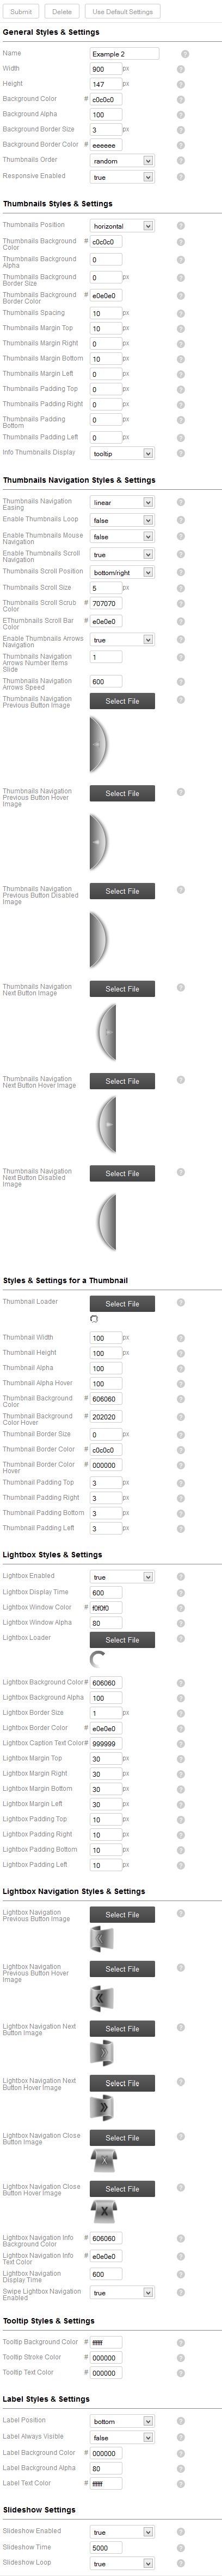 Submit Delete Use Default Settings
General Styles & Settings
Name Example 2 ?
Width 900 px ?
Height 147 px ?
Background Color # c0c0c0 ?
Background Alpha 100 ?
Background Border Size 3 px ?
Background Border Color # eeeeee ?
Thumbnails Order random ?
Responsive Enabled true ?
Thumbnails Styles & Settings
Thumbnails Position horizontal ?
Thumbnails Background # c0c0c0 ?
Color
Thumbnails Background 0 ?
Alpha
Thumbnails Background 0 px ?
Border Size
Thumbnails Background # e0e0e0 ?
Border Color
Thumbnails Spacing 10 px ?
Thumbnails Margin Top 10 px ?
Thumbnails Margin Right 0 px ?
Thumbnails Margin Bottom 10 px ?
Thumbnails Margin Left 0 px ?
Thumbnails Padding Top 0 px ?
Thumbnails Padding Right 0 px ?
Thumbnails Padding 0 px ?
Bottom
Thumbnails Padding Left 0 px ?
Info Thumbnails Display tooltip ?
Thumbnails Navigation Styles & Settings
Thumbnails Navigation linear ?
Easing
Enable Thumbnails Loop false ?
Enable Thumbnails Mouse false ?
Navigation
Enable Thumbnails Scroll true ?
Navigation
Thumbnails Scroll Position bottom/right ?
Thumbnails Scroll Size 5 px ?
Thumbnails Scroll Scrub # 707070 ?
Color
EThumbnails Scroll Bar # e0e0e0 ?
Color
Enable Thumbnails Arrows true ?
Navigation
Thumbnails Navigation 1 ?
Arrows Number Items
Slide
Thumbnails Navigation 600 ?
Arrows Speed
Thumbnails Navigation Select File ?
Previous Button Image
Thumbnails Navigation Select File ?
Previous Button Hover
Image
Thumbnails Navigation Select File ?
Previous Button Disabled
Image
Thumbnails Navigation Select File ?
Next Button Image
Thumbnails Navigation Select File ?
Next Button Hover Image
Thumbnails Navigation Select File ?
Next Button Disabled
Image
Styles & Settings for a Thumbnail
Thumbnail Loader Select File ?
Thumbnail Width 100 px ?
Thumbnail Height 100 px ?
Thumbnail Alpha 100 ?
Thumbnail Alpha Hover 100 ?
Thumbnail Background # 606060 ?
Color
Thumbnail Background # 202020 ?
Color Hover
Thumbnail Border Size 0 px ?
Thumbnail Border Color # c0c0c0 ?
Thumbnail Border Color # 000000 ?
Hover
Thumbnail Padding Top 3 px ?
Thumbnail Padding Right 3 px ?
Thumbnail Padding Bottom 3 px ?
Thumbnail Padding Left 3 px ?
Lightbox Styles & Settings
Lightbox Enabled true ?
Lightbox Display Time 600 ?
Lightbox Window Color # f0f0f0 ?
Lightbox Window Alpha 80 ?
Lightbox Loader Select File ?
Lightbox Background Color # 606060 ?
Lightbox Background Alpha 100 ?
Lightbox Border Size 1 px ?
Lightbox Border Color # e0e0e0 ?
Lightbox Caption Text Color # 999999 ?
Lightbox Margin Top 30 px ?
Lightbox Margin Right 30 px ?
Lightbox Margin Bottom 30 px ?
Lightbox Margin Left 30 px ?
Lightbox Padding Top 10 px ?
Lightbox Padding Right 10 px ?
Lightbox Padding Bottom 10 px ?
Lightbox Padding Left 10 px ?
Lightbox Navigation Styles & Settings
Lightbox Navigation Select File ?
Previous Button Image
Lightbox Navigation Select File ?
Previous Button Hover
Image
Lightbox Navigation Next Select File ?
Button Image
Lightbox Navigation Next Select File ?
Button Hover Image
Lightbox Navigation Close Select File ?
Button Image
Lightbox Navigation Close Select File ?
Button Hover Image
Lightbox Navigation Info # 606060 ?
Background Color
Lightbox Navigation Info # e0e0e0 ?
Text Color
Lightbox Navigation 600 ?
Display Time
Swipe Lightbox Navigation true ?
Enabled
Tooltip Styles & Settings
Tooltip Background Color # ffffff ?
Tooltip Stroke Color # 000000 ?
Tooltip Text Color # 000000 ?
Label Styles & Settings
Label Position bottom ?
Label Always Visible false ?
Label Background Color # 000000 ?
Label Background Alpha 80 ?
Label Text Color # ffffff ?
Slideshow Settings
Slideshow Enabled true ?
Slideshow Time 5000 ?
Slideshow Loop true ?